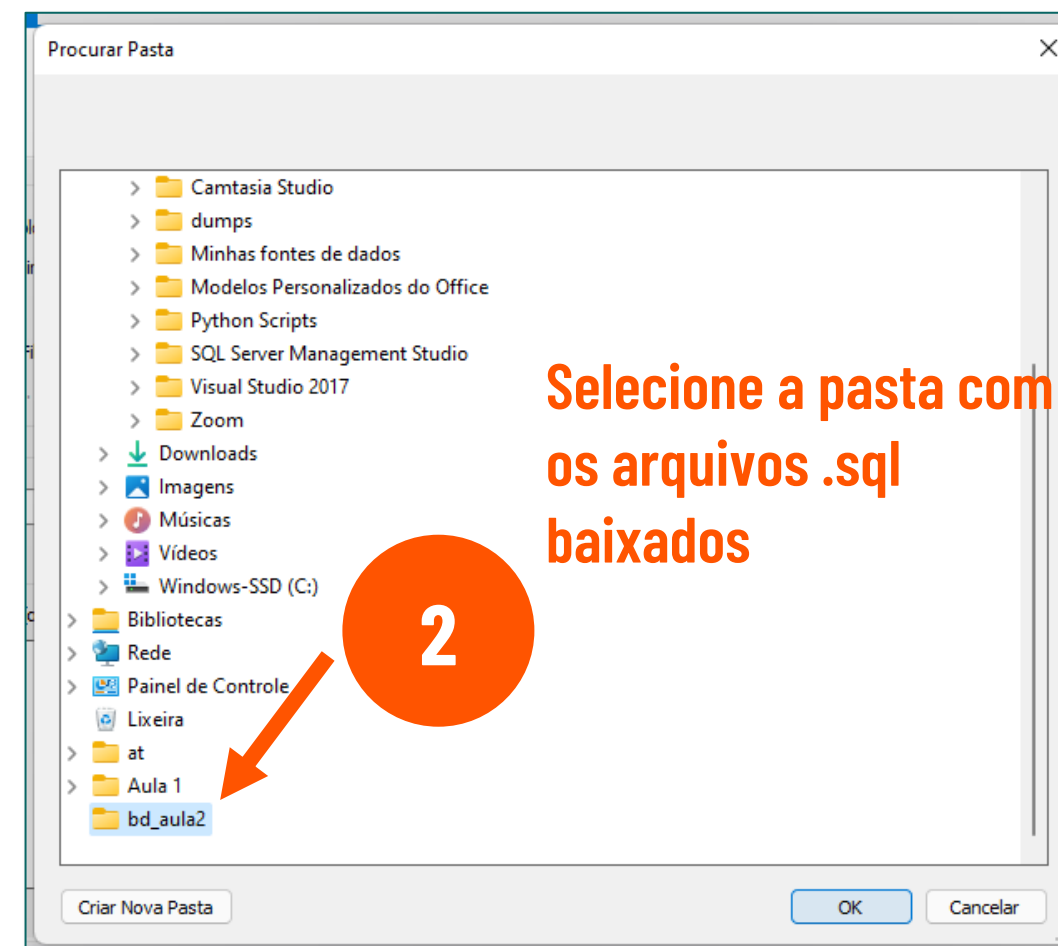 Procurar Pasta
Camtasia Studio
dumps
Minhas fontes de dados
Modelos Personalizados do Office
Python Scripts
SQL Server Management Studio
Visual Studio 2017
Zoom
Downloads
Imagens
Músicas
Vídeos
Windows-SSD (C:)
Bibliotecas
Rede
Painel de Controle
Lixeira
at
Aula 1
bd_aula2
Selecione a pasta com
os arquivos .sql
baixados
2
Criar Nova Pasta
OK
Cancelar